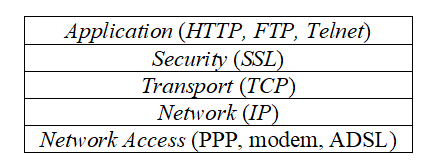 Application (HTTP, FTP, Telnet)
Security (SSL)
Transport (TCP)
Network (IP)
Network Access (PPP, modem, ADSL)